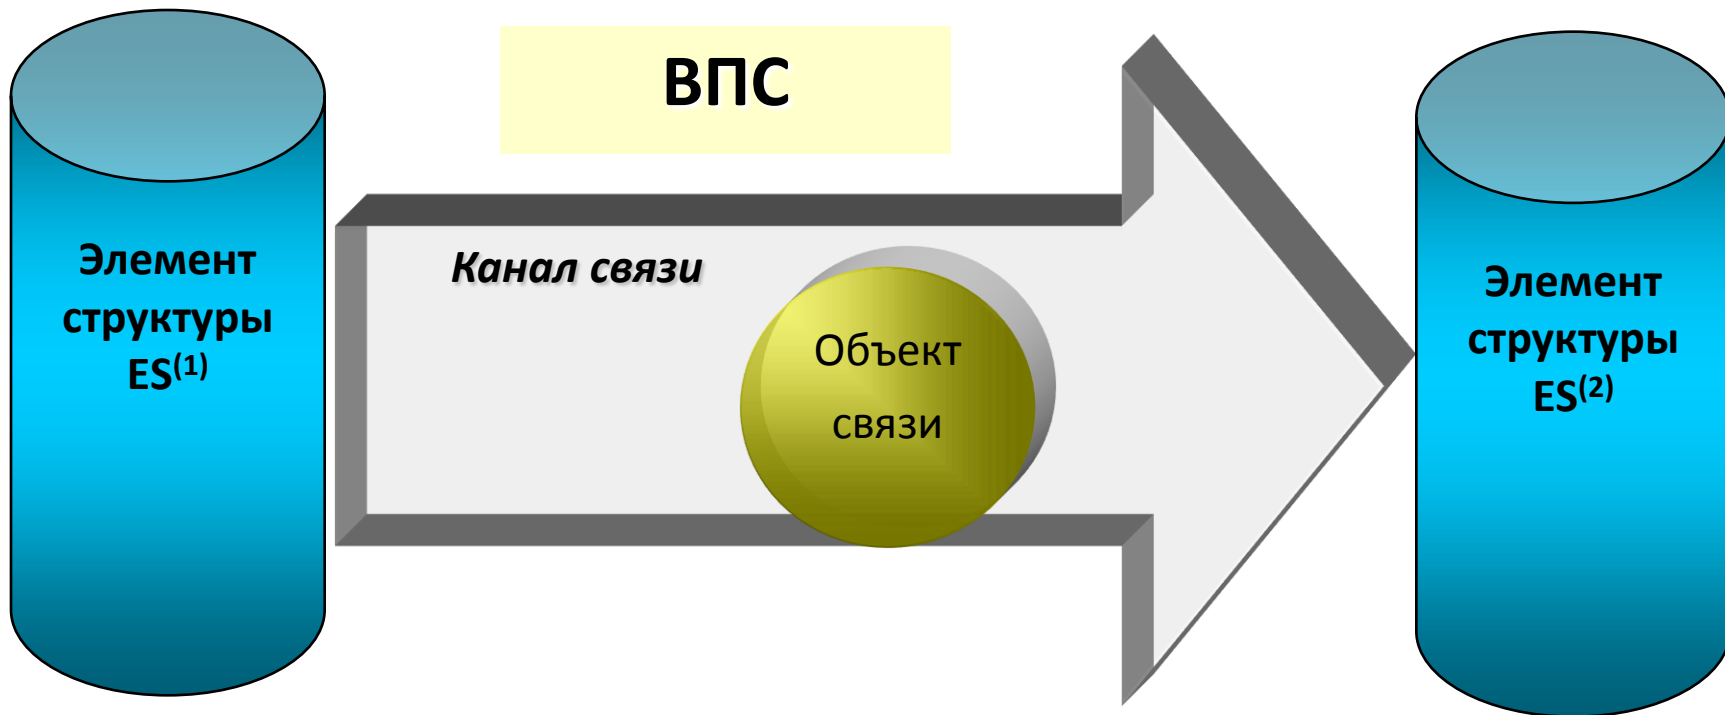 ВПС
Элемент
структуры
ES(1)
Канал связи
Объект
связи
Элемент
структуры
ES(2)